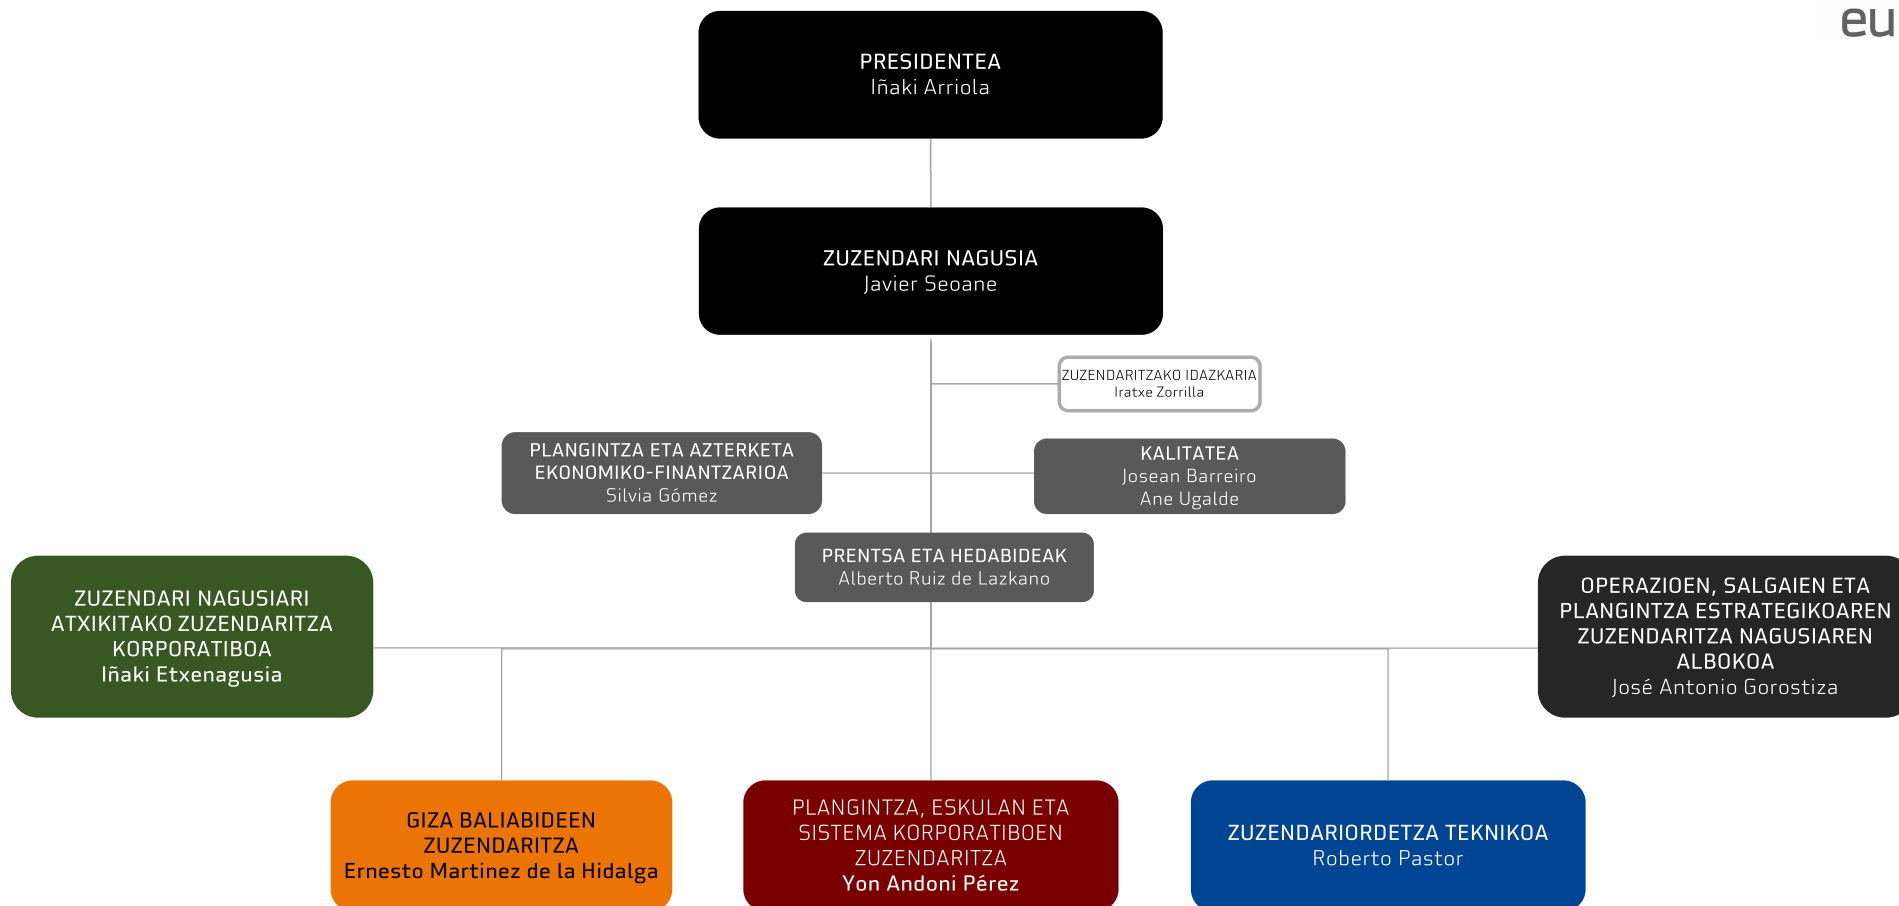 eu
PRESIDENTEA
Iñaki Arriola
ZUZENDARI NAGUSIA
Javier Seoane
ZUZENDARITZAKO IDAZKARIA
Iratxe Zorrilla
PLANGINTZA ETA AZTERKETA
EKONOMIKO-FINANTZARIOA
Silvia Gómez
KALITATEA
Josean Barreiro
Ane Ugalde
PRENTSA ETA HEDABIDEAK
Alberto Ruiz de Lazkano
ZUZENDARI NAGUSIARI
ATXIKITAKO ZUZENDARITZA
KORPORATIBOA
Iñaki Etxenagusia
OPERAZIOEN, SALGAIEN ETA
PLANGINTZA ESTRATEGIKOAREN
ZUZENDARITZA NAGUSIAREN
ALBOKOA
José Antonio Gorostiza
GIZA BALIABIDEEN
ZUZENDARITZA
Ernesto Martinez de la Hidalga
PLANGINTZA, ESKULAN ETA
SISTEMA KORPORATIBOEN
ZUZENDARITZA
Yon Andoni Pérez
ZUZENDARIORDETZA TEKNIKOA
Roberto Pastor